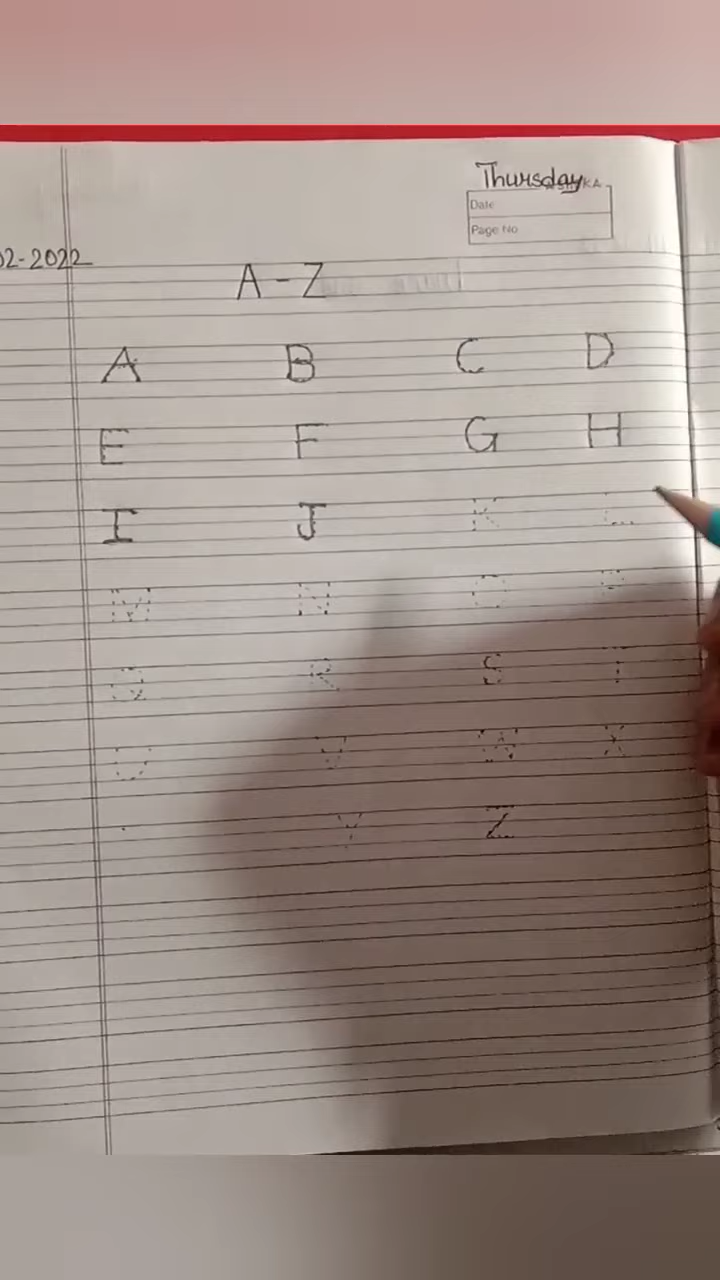 Thursday
Date
Page No
02-2022
A-Z
A B C D
E F G H
I J K L
M N O P
Q R S T
U V W X
Y Z